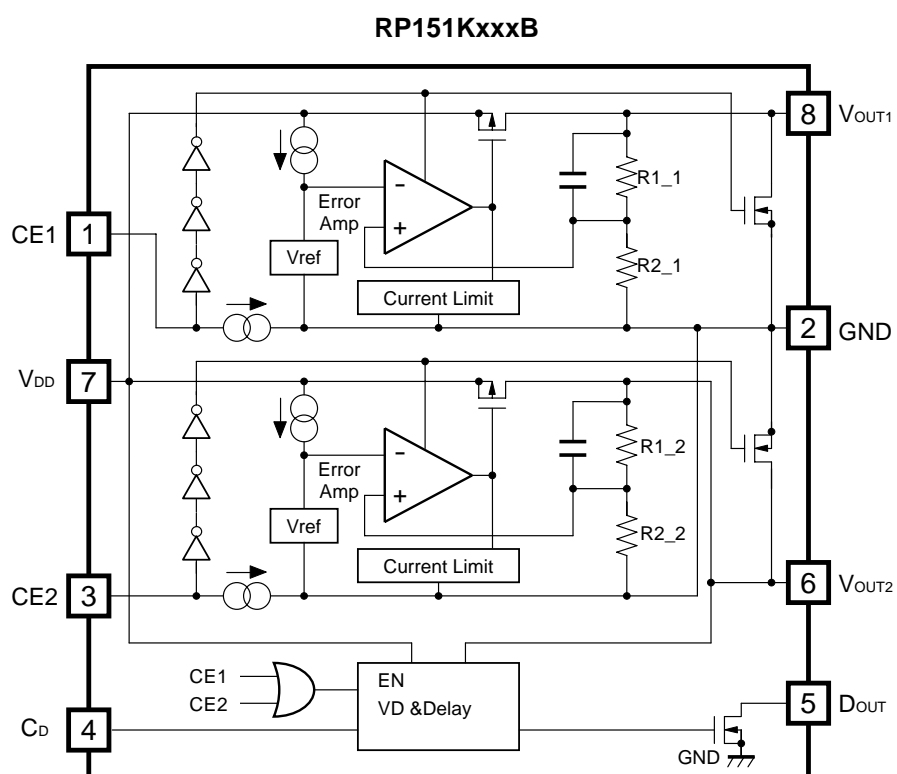 RP151KxxxB
8 VOUT1
R1_1
−
Error
Amp
+
CE1 1
Vref
Current Limit
2 GND
VDD 7
−
R1_2
Error
Amp
+
Vref
R2_2
Current Limit
CE2 3
6 VOUT2
R2_1
CE1
CE2
EN
VD &Delay
5 DOUT
CD 4
GND